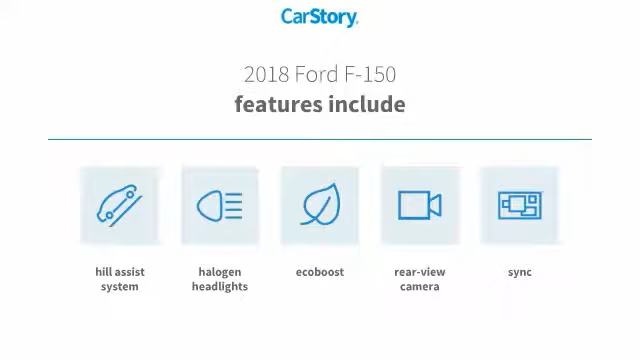 CarStory.
2018 Ford F-150
features include
hill assist
system
halogen
headlights
ecoboost
rear-view
camera
sync